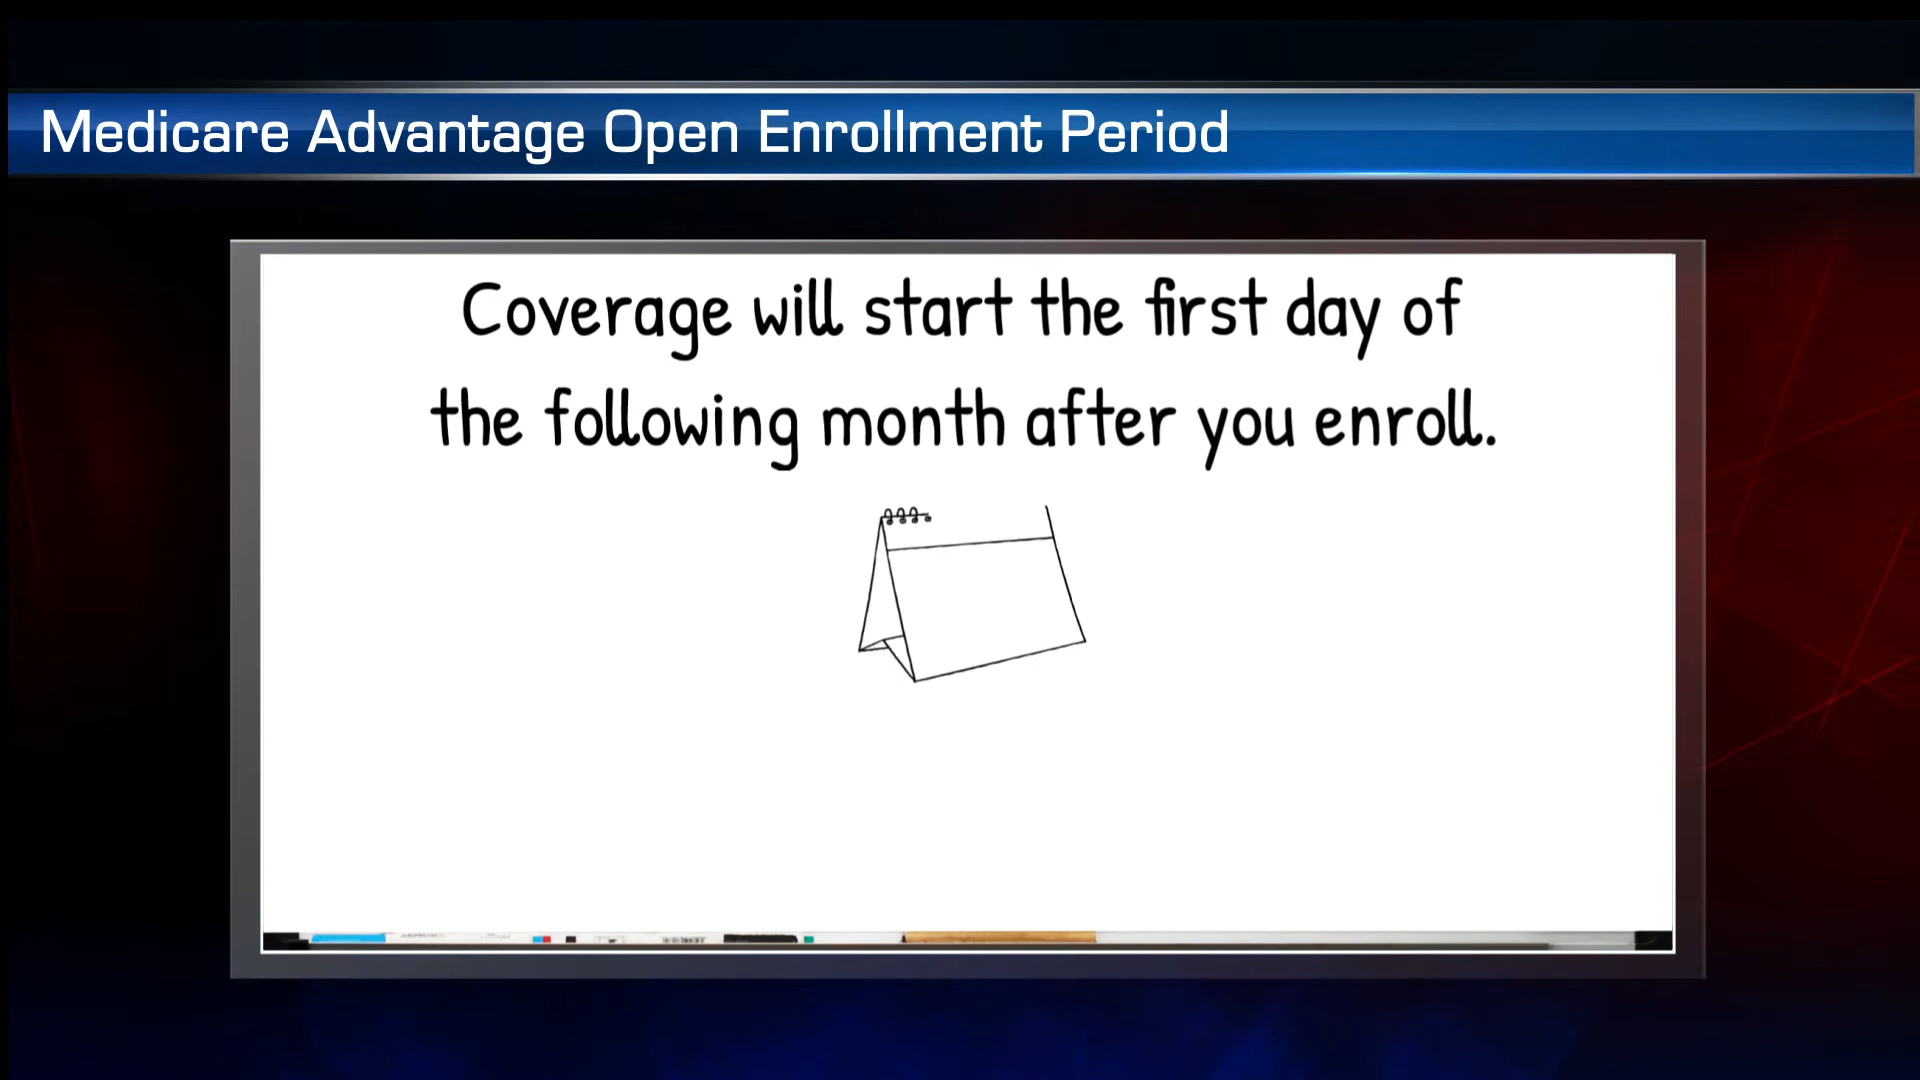 Medicare Advantage Open Enrollment Period
Coverage will start the first day of
the following month after you enroll.